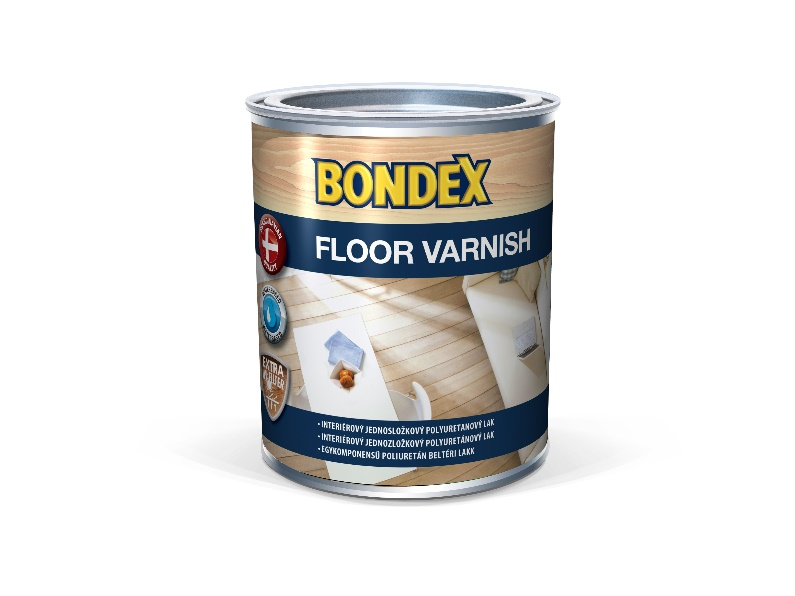 BONDEX
FLOOR VARNISH
EXTRA
• INTERIÉROVÝ JEDNOSLOŽKOVÝ POLYURETANOVÝ LAK
• INTERIÉROVÝ JEDNOZLOŽKOVÝ POLYURETÁNOVÝ LAK
• EGYKOMPONENSŰ POLIURETÁN BELTÉRI LAKK